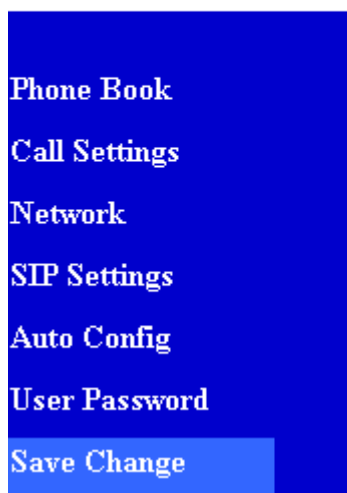 Phone Book
Call Settings
Network
SIP Settings
Auto Config
User Password
Save Change